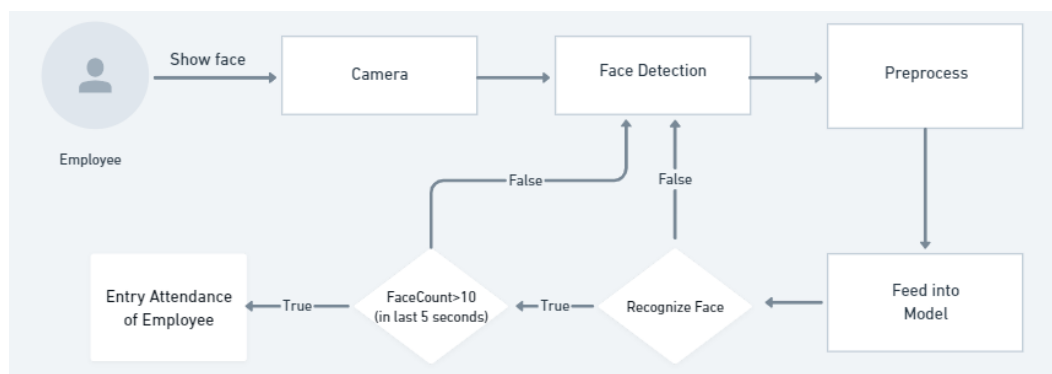 Show face
Camera
Face Detection
Preprocess
Employee
False
False
Entry Attendance
of Employee
True
FaceCount>10
(in last 5 seconds)
True
Recognize Face
Feed into
Model